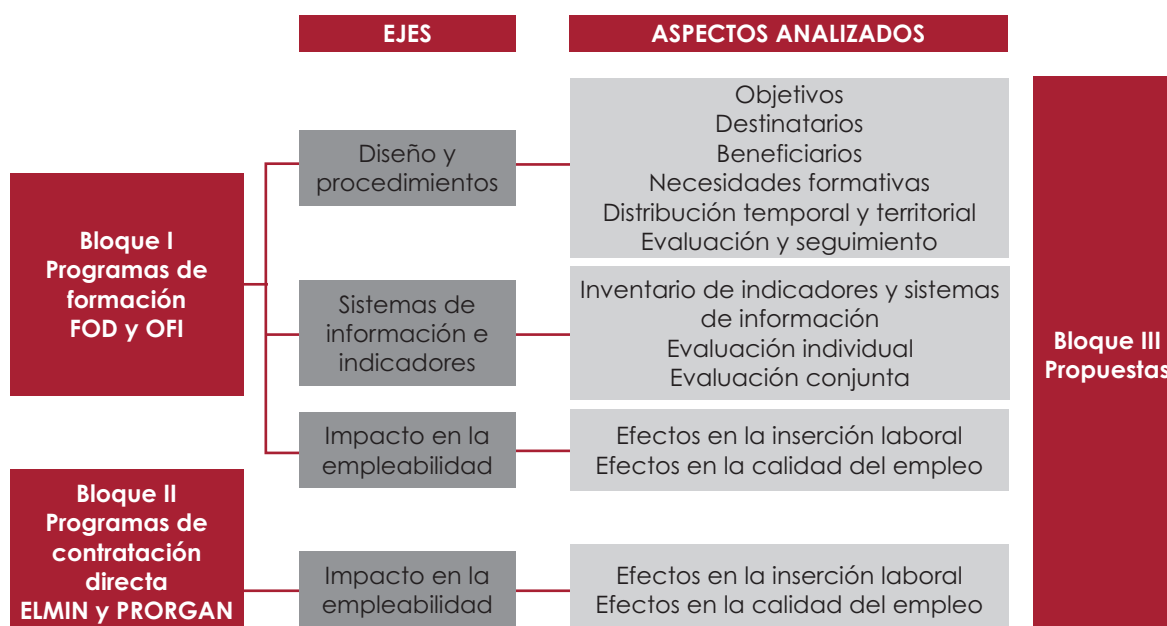 EJES
ASPECTOS ANALIZADOS
Bloque I
Programas de
formación
FOD y OFI
Diseño y
procedimientos
Objetivos
Destinatarios
Beneficiarios
Necesidades formativas
Distribución temporal y territorial
Evaluación y seguimiento
Sistemas de
información e
indicadores
Inventario de indicadores y sistemas
de información
Evaluación individual
Evaluación conjunta
Impacto en la
empleabilidad
Efectos en la inserción laboral
Efectos en la calidad del empleo
Bloque II
Programas de
contratación
directa
ELMIN y PRORGAN
Impacto en la
empleabilidad
Efectos en la inserción laboral
Efectos en la calidad del empleo
Bloque III
Propuestas